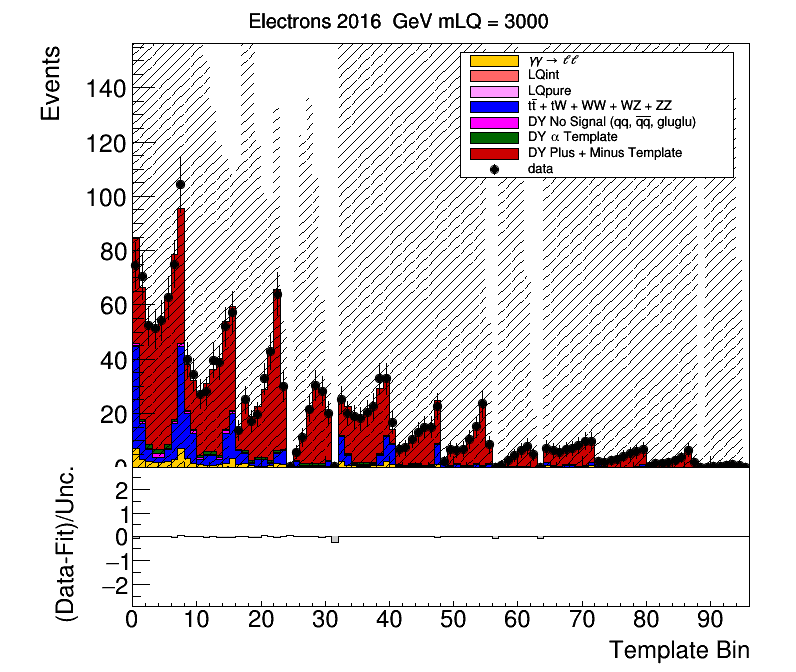 Electrons 2016 GeV mLQ = 3000
Events
140
120
100
80
60
40
20
0
γγ → ℓℓ
LQint
LQpure
tt̅ + tW + WW + WZ + ZZ
DY No Signal (qq, q̅q̅, gluglu)
DY α Template
DY Plus + Minus Template
data
(Data-Fit)/Unc.
2
1
0
−1
−2
0 10 20 30 40 50 60 70 80 90
Template Bin